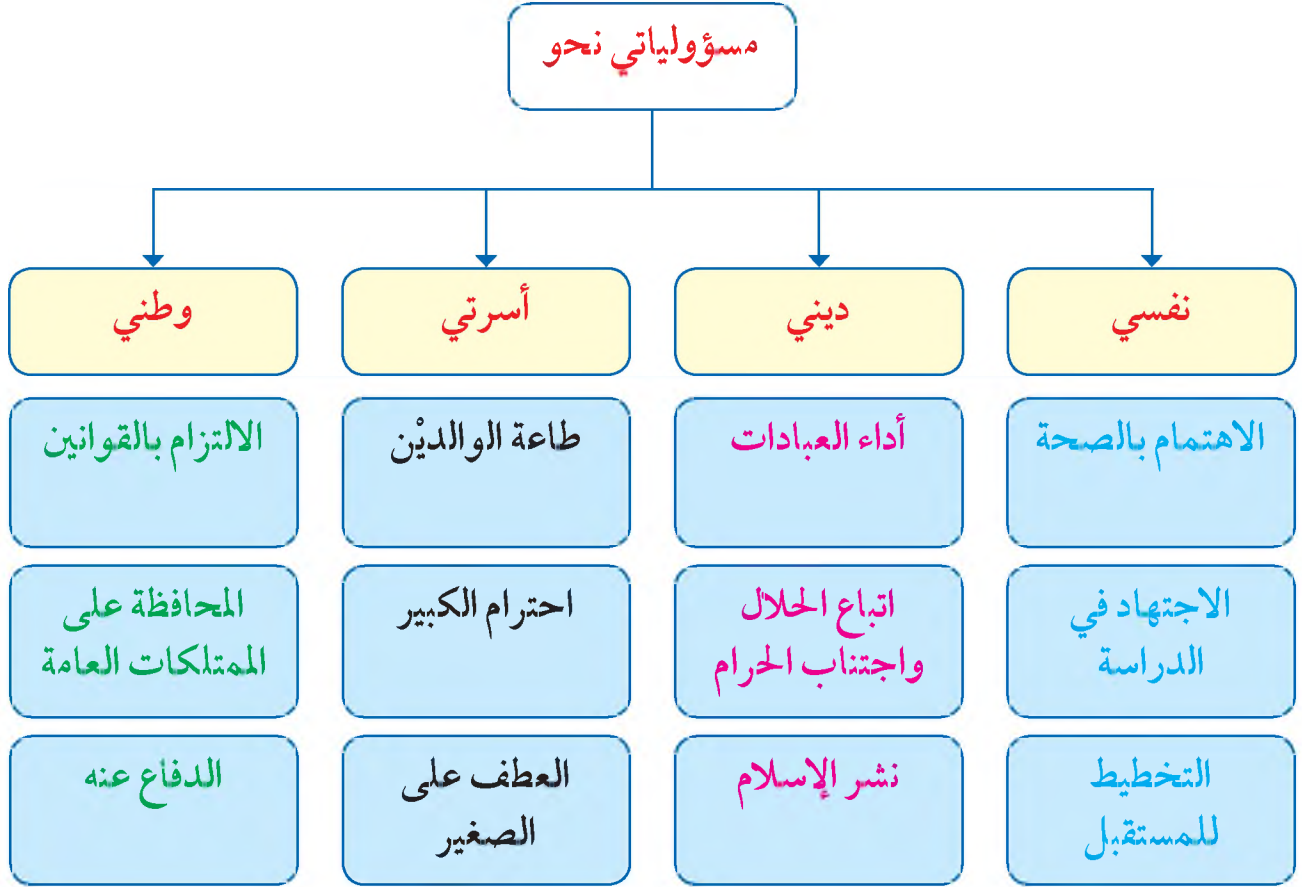 مسؤولياتي نحو
نفسي
الاهتمام بالصحة
الاجتهاد في
الدراسة
التخطيط
للمستقبل
ديني
أداء العبادات
اتباع الحلال
واجتناب الحرام
نشر الإسلام
أسرتي
طاعة الوالديْن
احترام الكبير
العطف على
الصغير
وطني
الالتزام بالقوانين
المحافظة على
الممتلكات العامة
الدفاع عنه